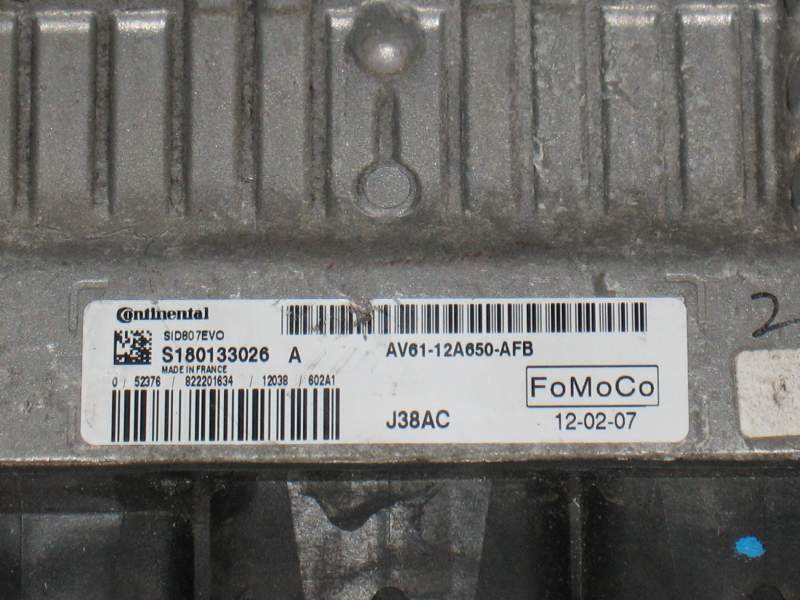 Continental
SID807EVO
S180133026 A
MADE IN FRANCE
0 / 52376 / 822201634 / 12038 / 602A1
AV61-12A650-AFB
FoMoCo
J38AC
12-02-07
2